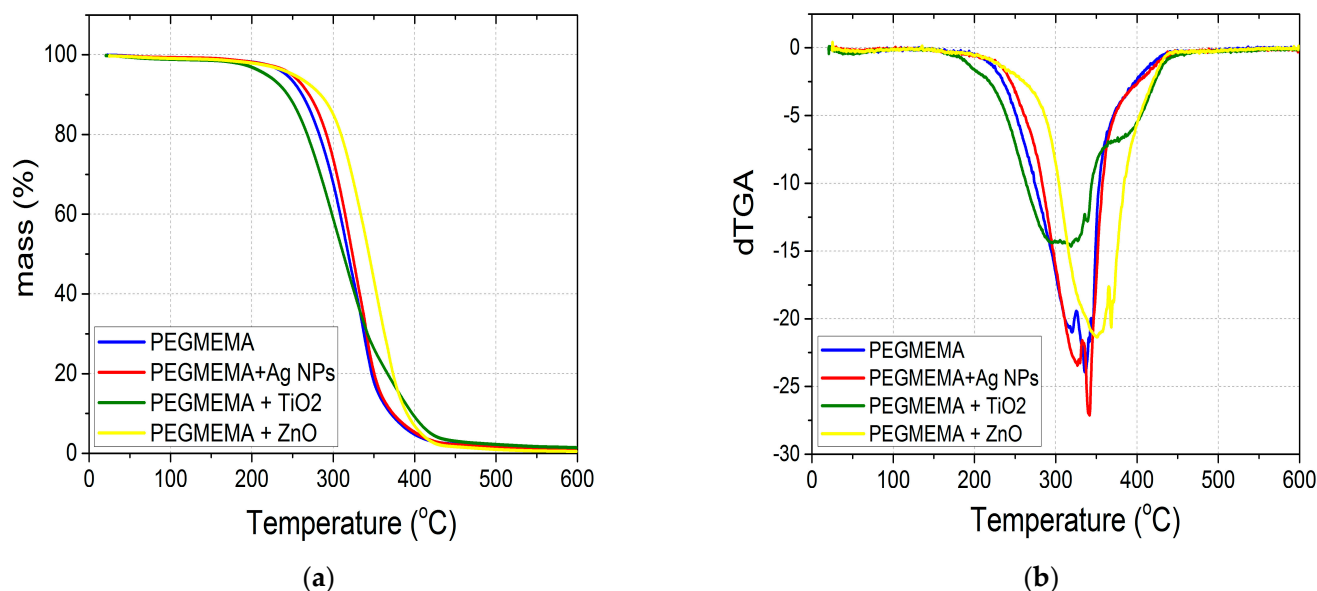 100
80
60
40
20
0
mass (%)
PEGMEMA
PEGMEMA+Ag NPs
PEGMEMA + TiO2
PEGMEMA + ZnO
0 100 200 300 400 500 600
Temperature (°C)
(a)
0
-5
-10
-15
-20
-25
-30
dTGA
PEGMEMA
PEGMEMA+Ag NPs
PEGMEMA + TiO2
PEGMEMA + ZnO
0 100 200 300 400 500 600
Temperature (°C)
(b)